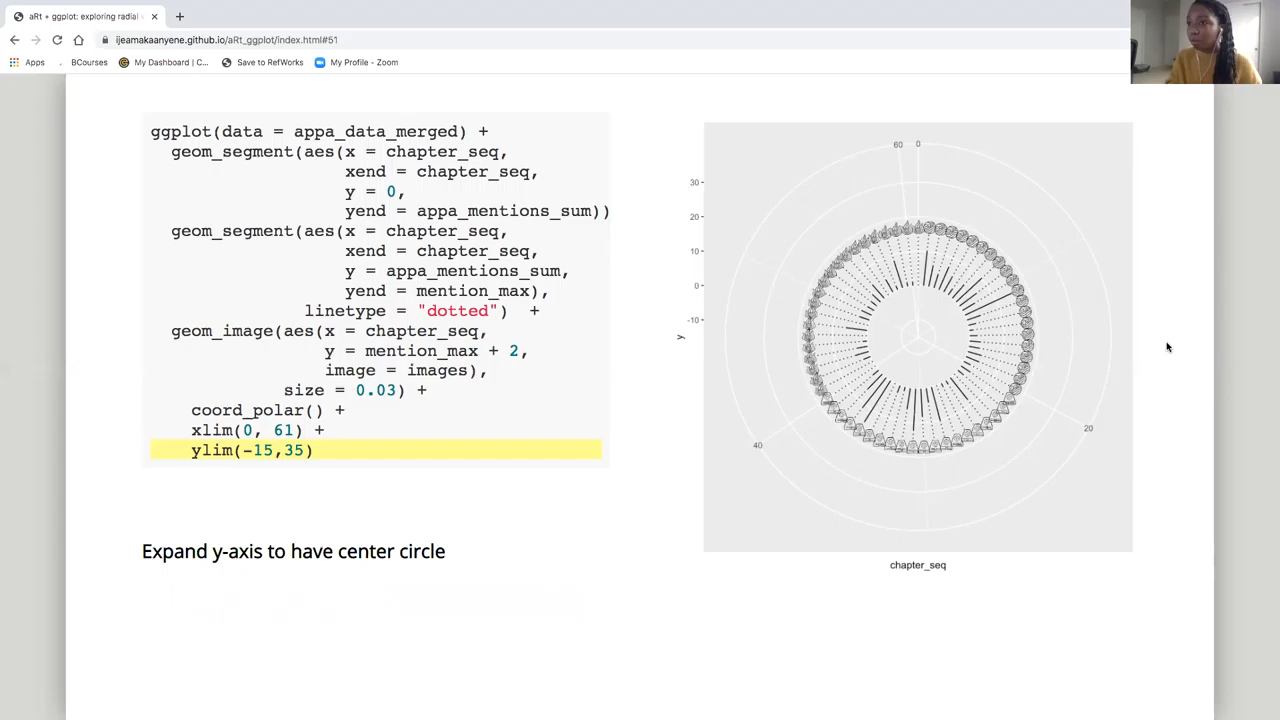 aRt + ggplot: exploring radial
ijeamakaanyene.github.io/aRt_ggplot/index.html#51
Apps
BCourses
My Dashboard | C...
Save to RefWorks
My Profile - Zoom
ggplot(data = appa_data_merged) +
geom_segment(aes(x = chapter_seq,
xend = chapter_seq,
y = 0,
yend = appa_mentions_sum))
geom_segment(aes(x = chapter_seq,
xend = chapter_seq,
y = appa_mentions_sum,
yend = mention_max),
linetype = "dotted") +
geom_image(aes(x = chapter_seq,
y = mention_max + 2,
image = images),
size = 0.03) +
coord_polar() +
xlim(0, 61) +
ylim(-15,35)
Expand y-axis to have center circle
60
0
30
20
10
0
-10
y
40
20
chapter_seq